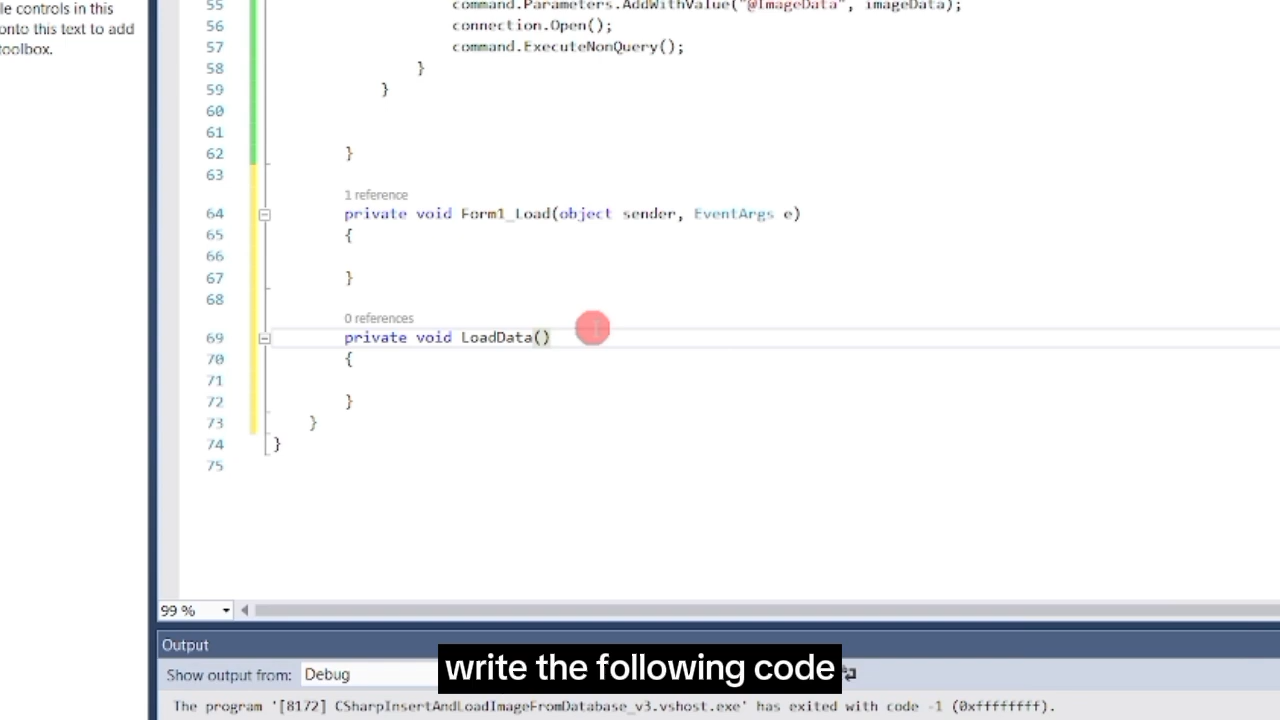 le controls in this
onto this text to add
toolbox.
55 command.Parameters.AddWithValue("@ImageData", imageData);
56 connection.Open();
57 command.ExecuteNonQuery();
58 }
59 }
60
61
62 }
63
1 reference
64 private void Form1_Load(object sender, EventArgs e)
65 {
66
67 }
68
0 references
69 private void LoadData()
70 {
71
72 }
73 }
74 }
75
99 %
Output
Show output from: Debug
write the following code
The program '[8172] CSharpInsertAndLoadImageFromDatabase_v3.vshost.exe' has exited with code -1 (0xffffffff).